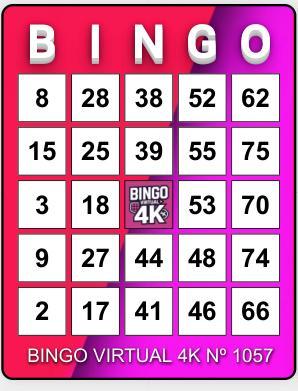 BINGO
8 28 38 52 62
15 25 39 55 75
3 18 BINGO VIRTUAL 4K 53 70
9 27 44 48 74
2 17 41 46 66
BINGO VIRTUAL 4K Nº 1057